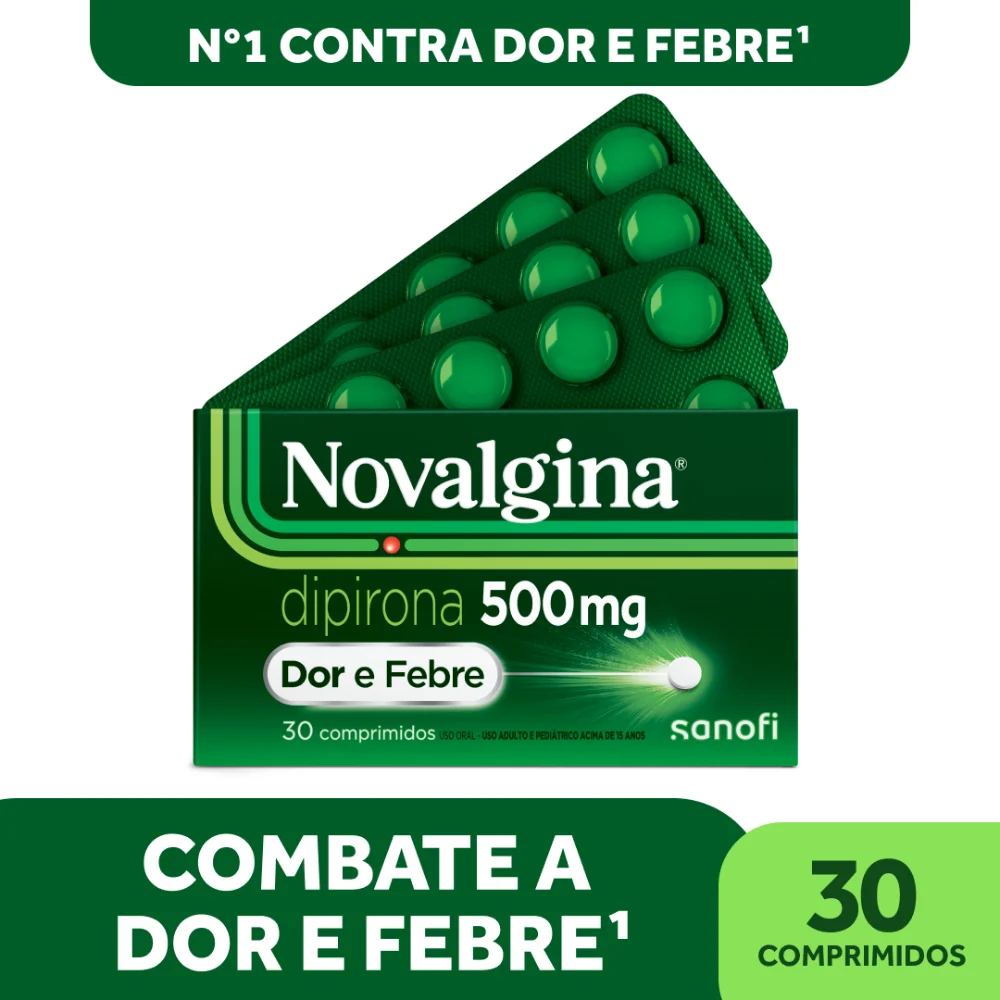 Nº1 CONTRA DOR E FEBRE¹
Novalgina®
dipirona 500mg
Dor e Febre
30 comprimidos USO ORAL - USO ADULTO E PEDIÁTRICO ACIMA DE 15 ANOS
sanofi
COMBATE A
DOR E FEBRE¹
30
COMPRIMIDOS